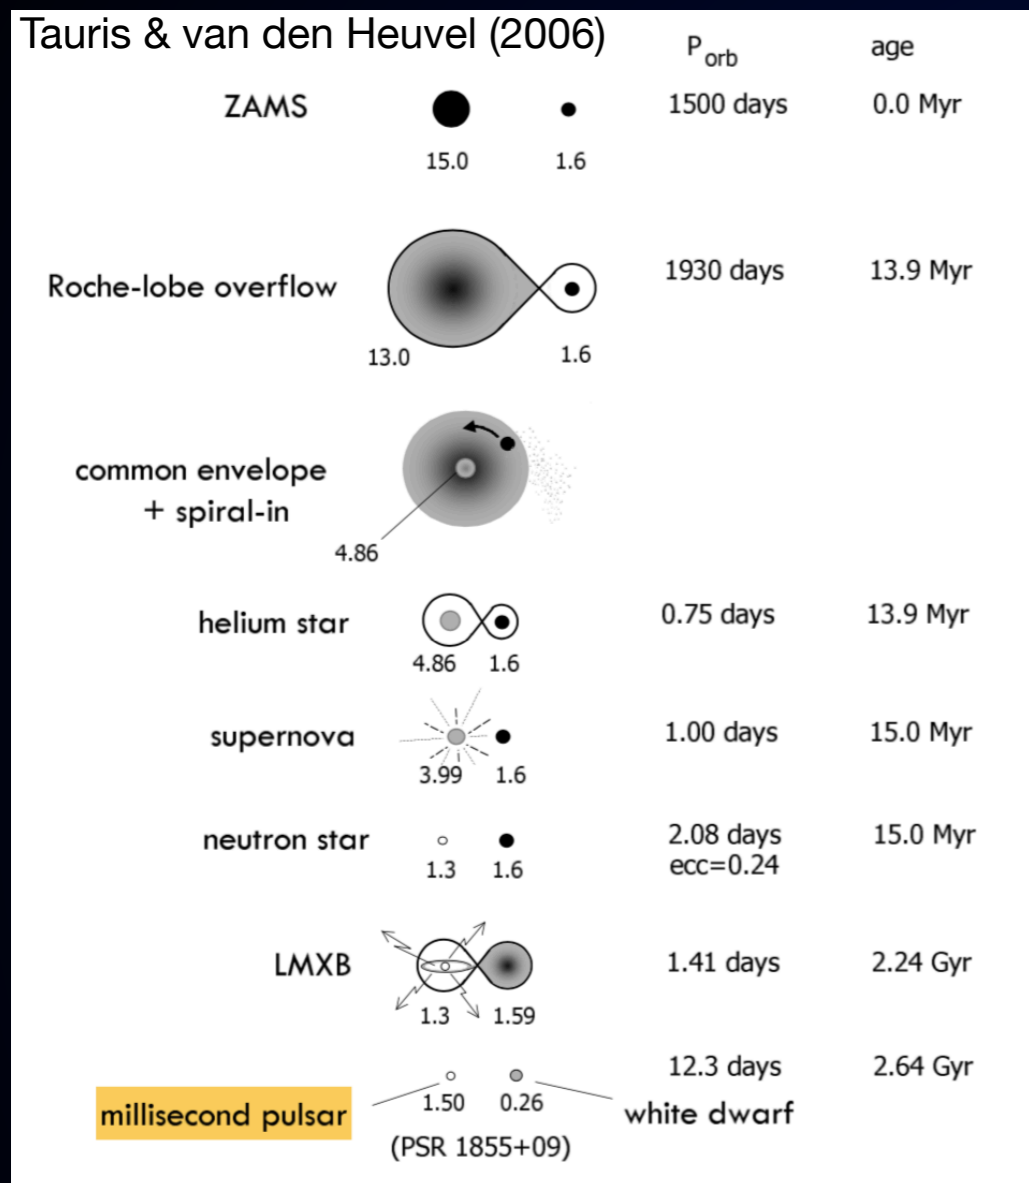 Tauris & van den Heuvel (2006)
P orb age
ZAMS 1500 days 0.0 Myr
15.0 1.6
Roche-lobe overflow 1930 days 13.9 Myr
13.0 1.6
common envelope
+ spiral-in
4.86
helium star 0.75 days 13.9 Myr
4.86 1.6
supernova 1.00 days 15.0 Myr
3.99 1.6
neutron star 2.08 days 15.0 Myr
ecc=0.24
1.3 1.6
LMXB 1.41 days 2.24 Gyr
1.3 1.59
12.3 days 2.64 Gyr
millisecond pulsar 1.50 0.26 white dwarf
(PSR 1855+09)